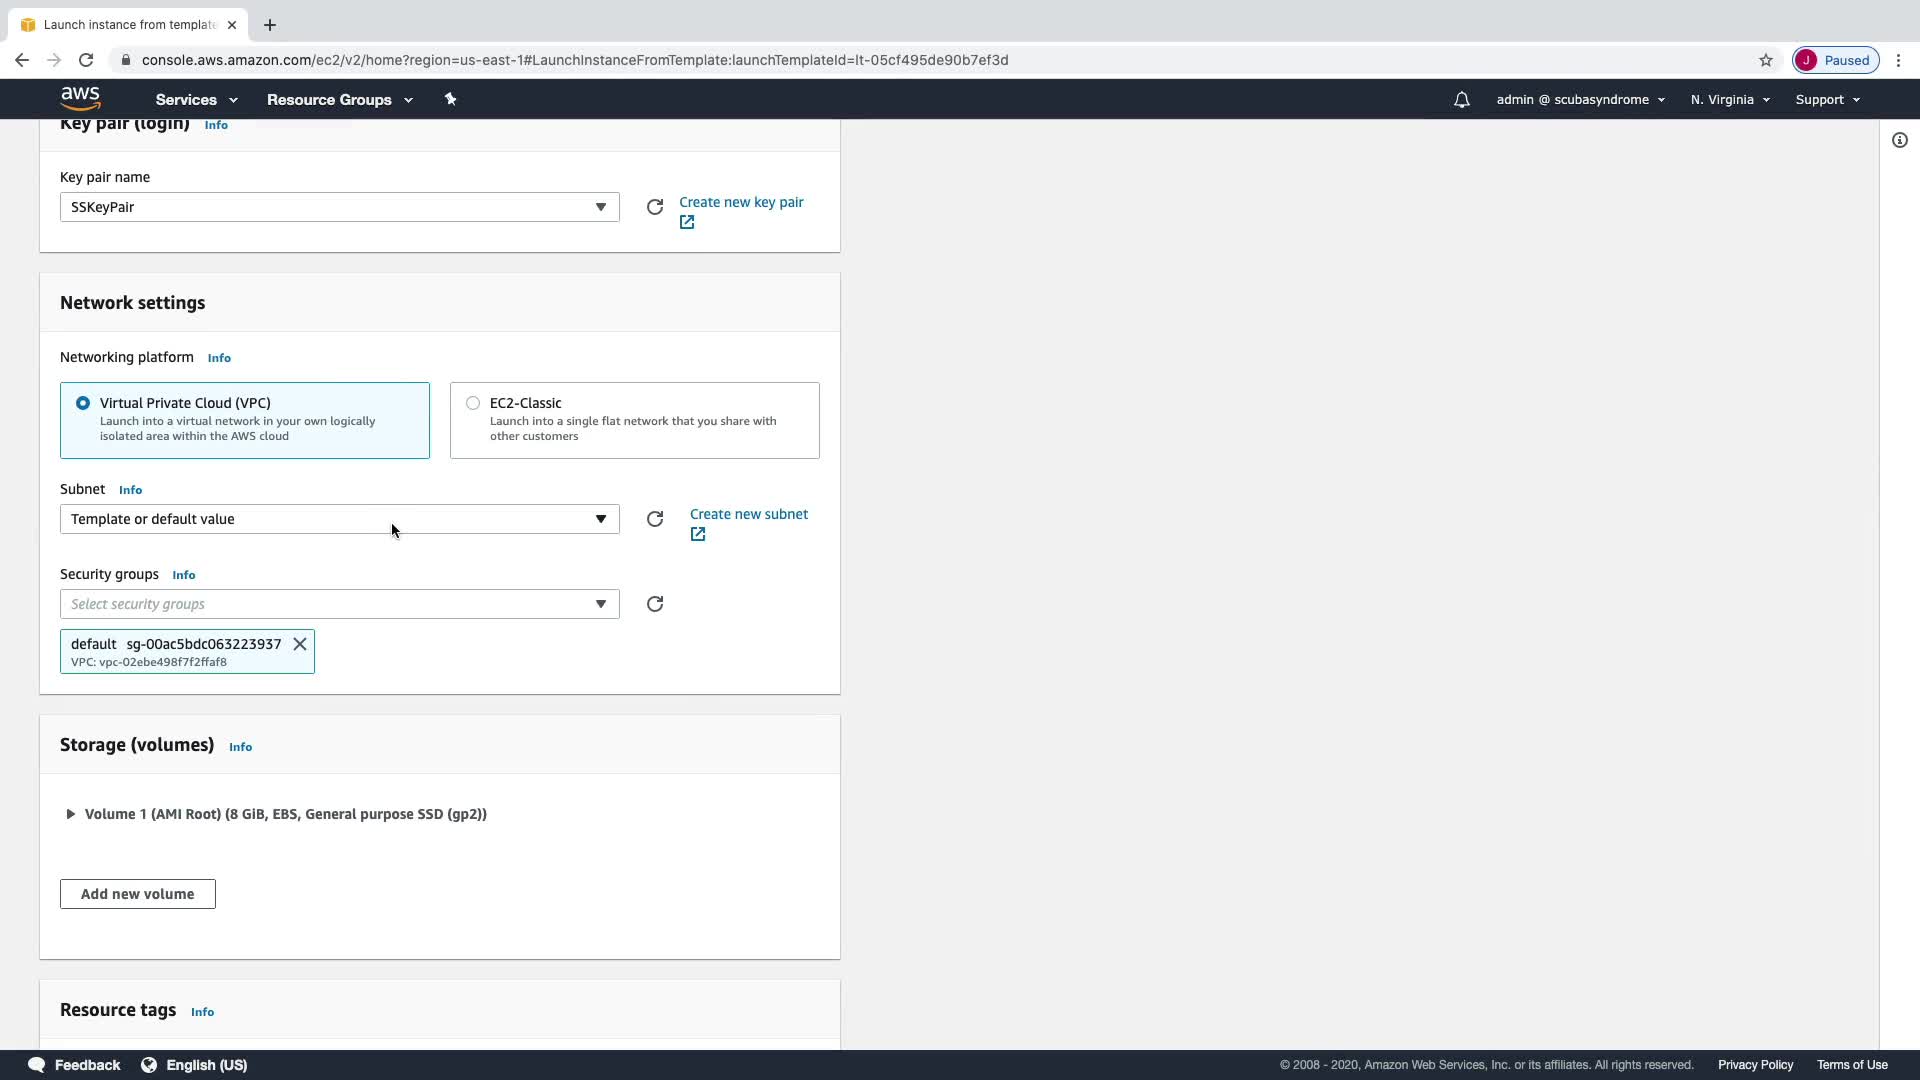 Launch instance from template
console.aws.amazon.com/ec2/v2/home?region=us-east-1#LaunchInstanceFromTemplate:launchTemplateId=lt-05cf495de90b7ef3d
J Paused
aws Services Resource Groups admin @ scubasyndrome N. Virginia Support
Key pair (login) Info
Key pair name
SSKeyPair
Create new key pair
Network settings
Networking platform Info
Virtual Private Cloud (VPC)
Launch into a virtual network in your own logically
isolated area within the AWS cloud
EC2-Classic
Launch into a single flat network that you share with
other customers
Subnet Info
Template or default value
Create new subnet
Security groups Info
Select security groups
default sg-00ac5bdc063223937
VPC: vpc-02ebe498f7f2ffaf8
Storage (volumes) Info
Volume 1 (AMI Root) (8 GiB, EBS, General purpose SSD (gp2))
Add new volume
Resource tags Info
Feedback English (US) © 2008 - 2020, Amazon Web Services, Inc. or its affiliates. All rights reserved. Privacy Policy Terms of Use